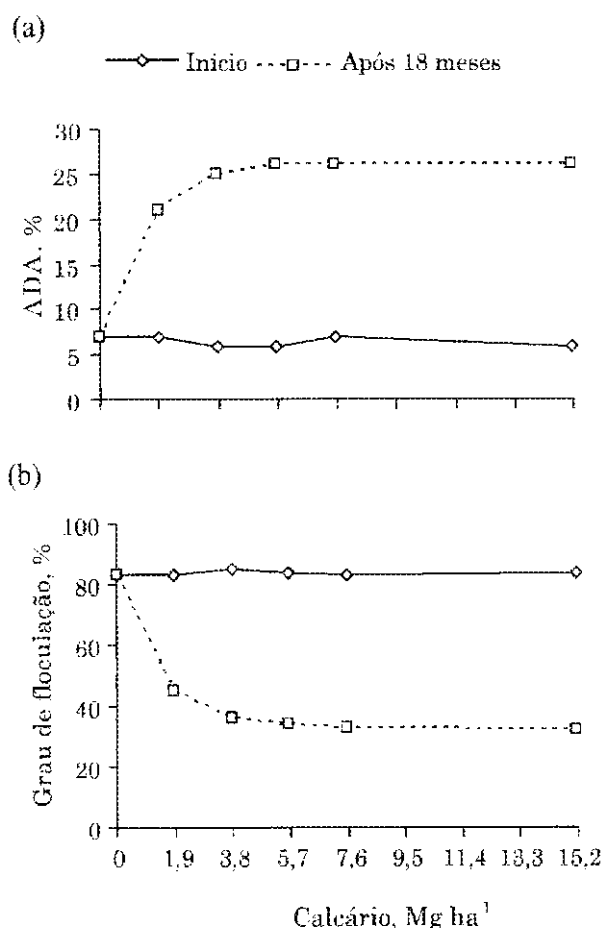 (a)
Inicio Após 18 meses
30
25
20
15
10
5
0
ADA. %
(b)
100
80
60
40
20
0
Grau de floculação, %
0 1,9 3,8 5,7 7,6 9,5 11,4 13,3 15,2
Calcário, Mg ha 1